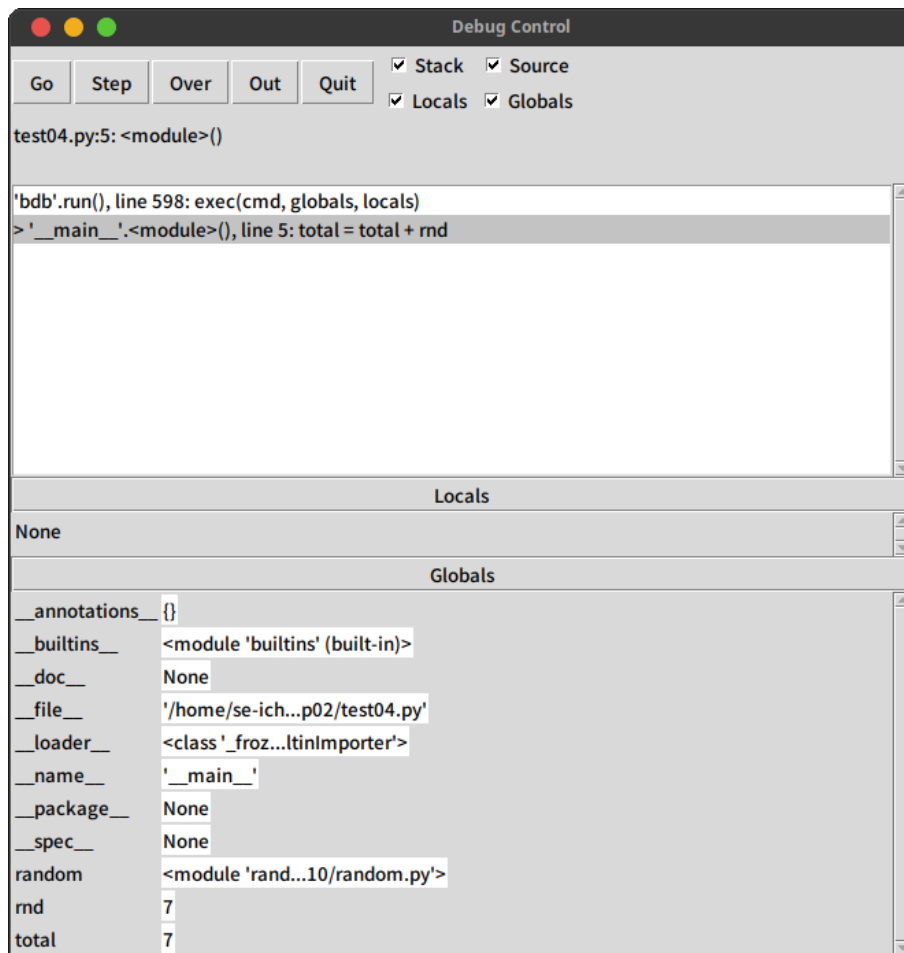 Debug Control
Go Step Over Out Quit Stack Source
Locals Globals
test04.py:5: <module>()
'bdb'.run(), line 598: exec(cmd, globals, locals)
> '__main__'.<module>(), line 5: total = total + rnd
Locals
None
Globals
__annotations__ {}
__builtins__ <module 'builtins' (built-in)>
__doc__ None
__file__ '/home/se-ich...p02/test04.py'
__loader__ <class '_froz...ltinImporter'>
__name__ '__main__'
__package__ None
__spec__ None
random <module 'rand...10/random.py'>
rnd 7
total 7